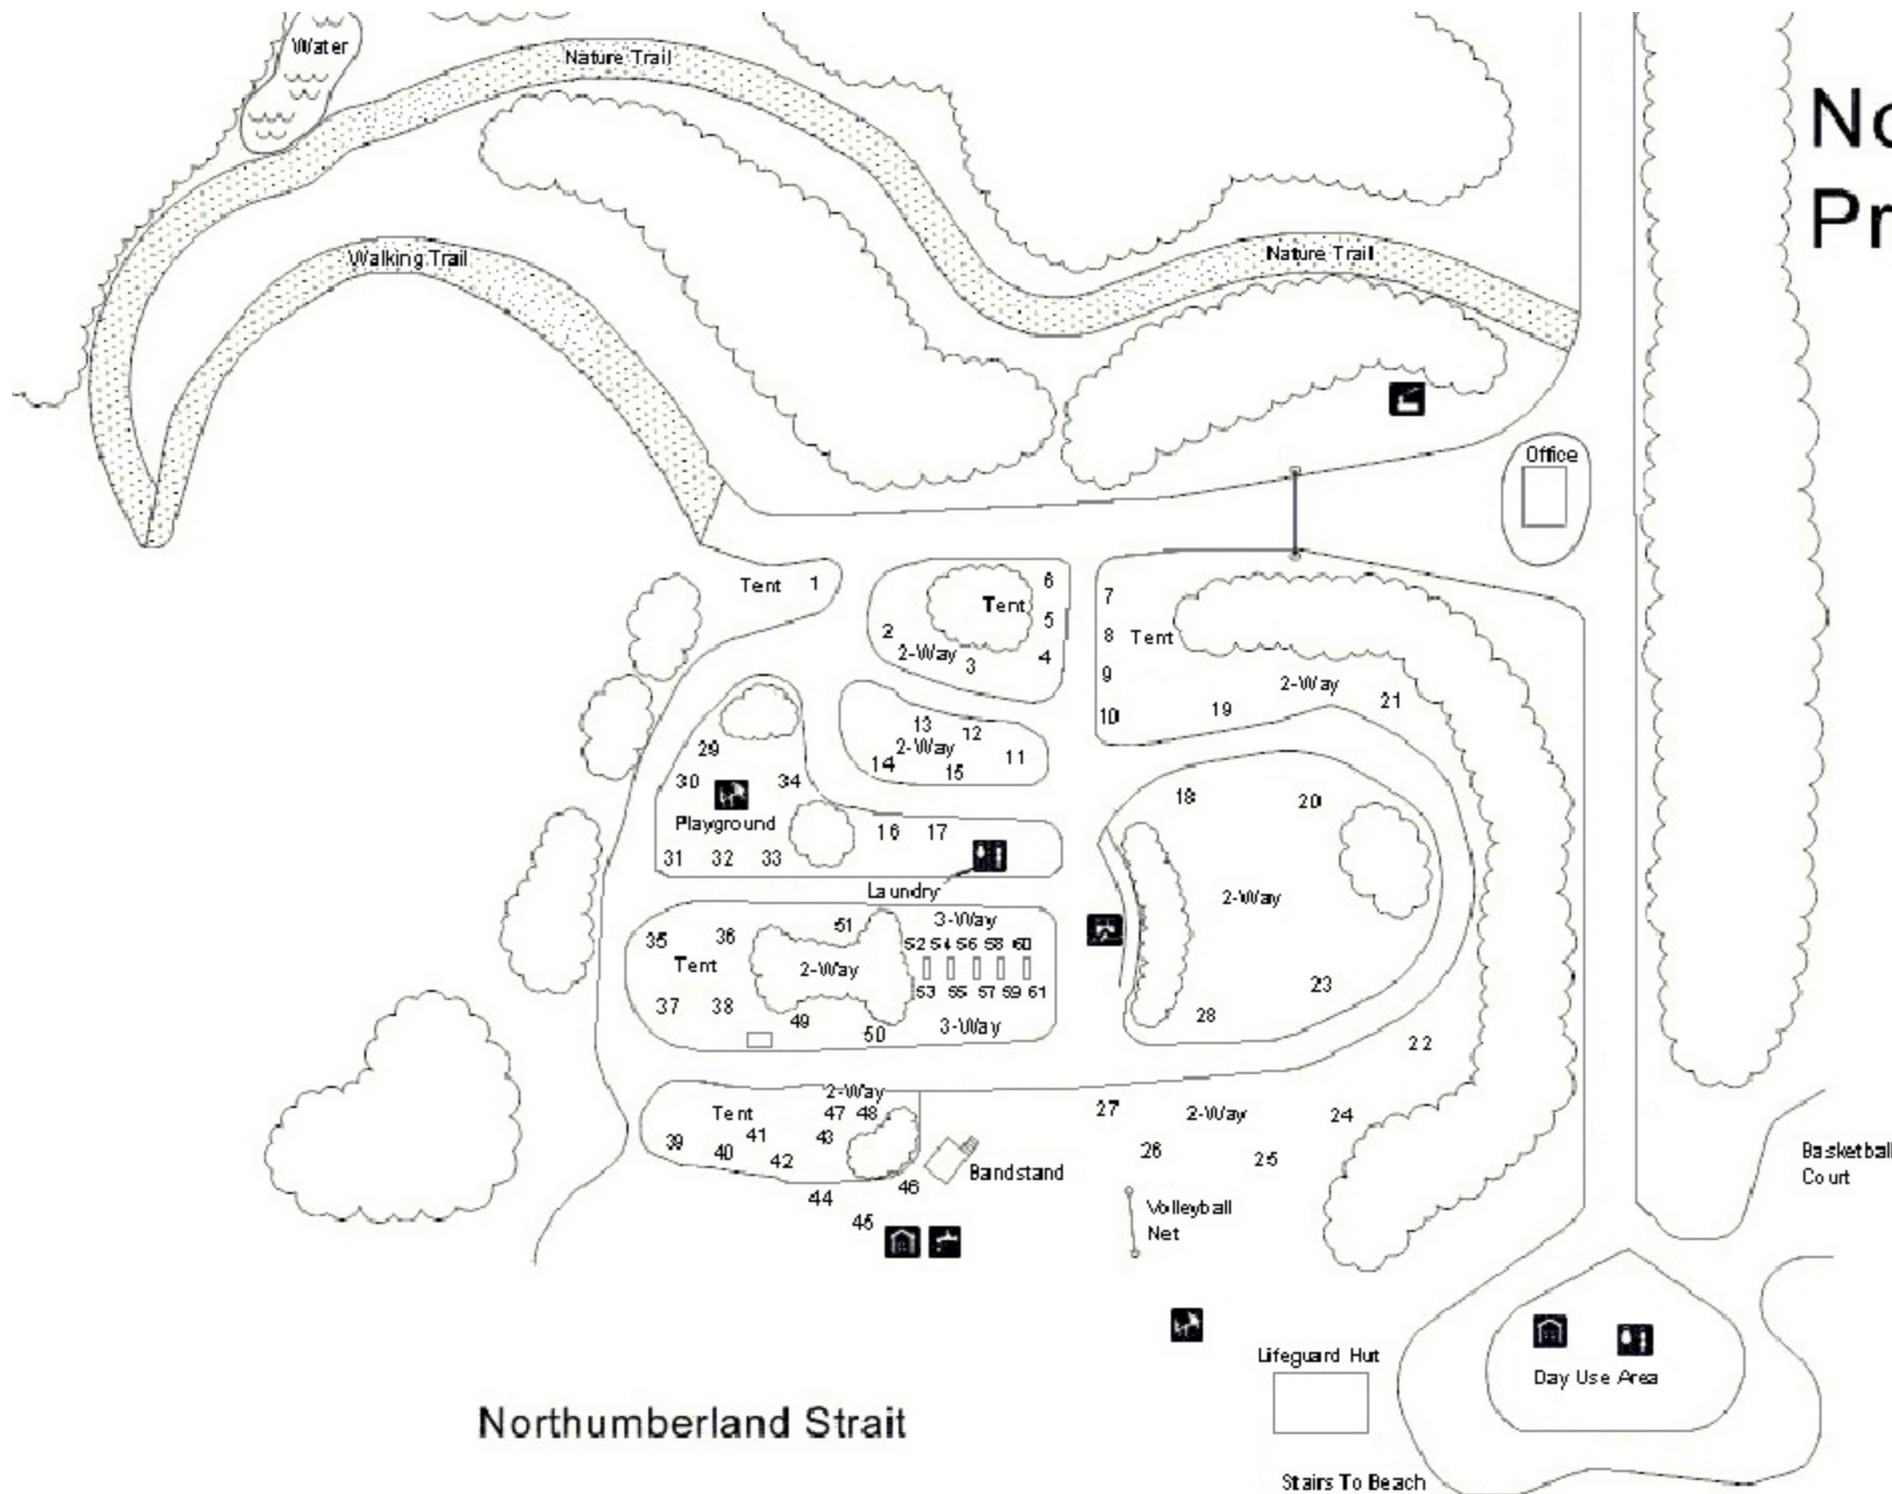 Water
Nature Trail
No
Pr
Walking Trail
Nature Trail
Office
Tent 1
6
Tent
5
2
2-Way 3
4
7
8 Tent
9
10
2-Way
19
21
13
12
2-Way
14
15
11
29
30
34
Playground
31 32 33
16 17
Laundry
18
20
2-Way
23
28
22
35
36
Tent
37
38
51
2-Way
49
50
3-Way
52 54 56 58 60
53 55 57 59 61
3-Way
2-Way
Tent
47 48
39
40
41
42
43
44
45
46
Bandstand
27
2-Way
24
26
25
Volleyball
Net
Basketball
Court
Lifeguard Hut
Day Use Area
Northumberland Strait
Stairs To Beach